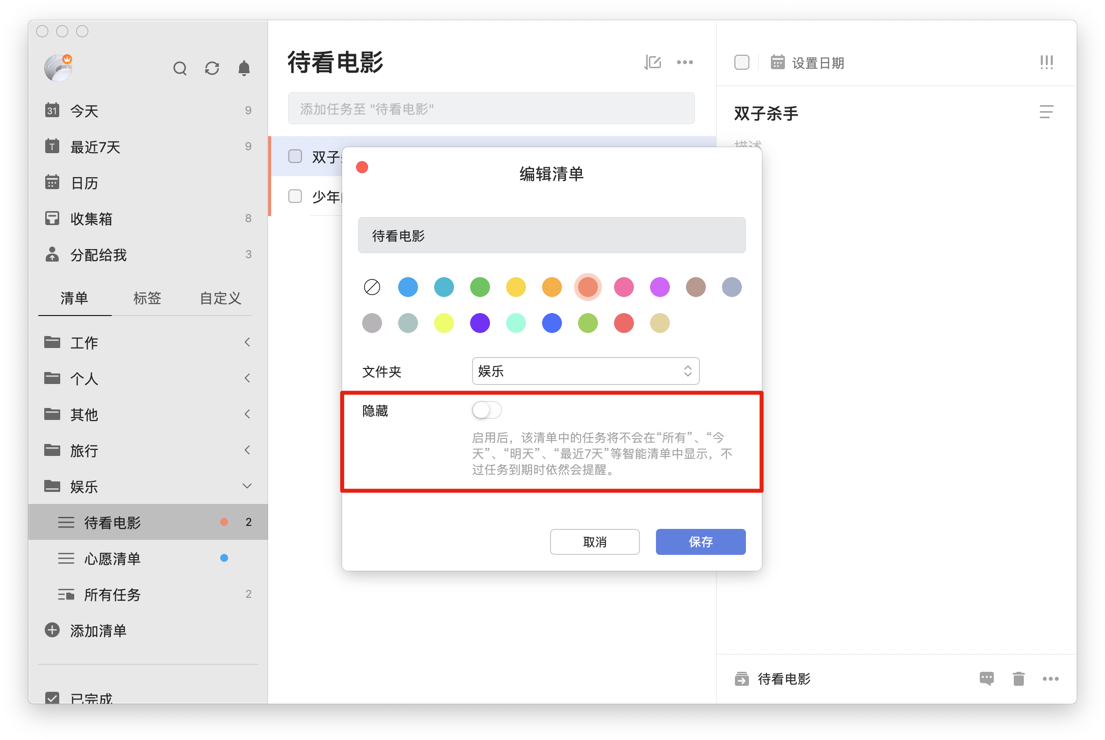 31 今天 9
T 最近7天 9
日历
收集箱 8
分配给我 3
清单 标签 自定义
工作
个人
其他
旅行
娱乐
待看电影 2
心愿清单
所有任务 2
添加清单
已完成
待看电影
添加任务至 "待看电影"
双子
少年
编辑清单
待看电影
文件夹 娱乐
隐藏
启用后，该清单中的任务将不会在“所有”、“今
天”、“明天”、“最近7天”等智能清单中显示，不
过任务到期时依然会提醒。
取消 保存
设置日期
双子杀手
描述
待看电影